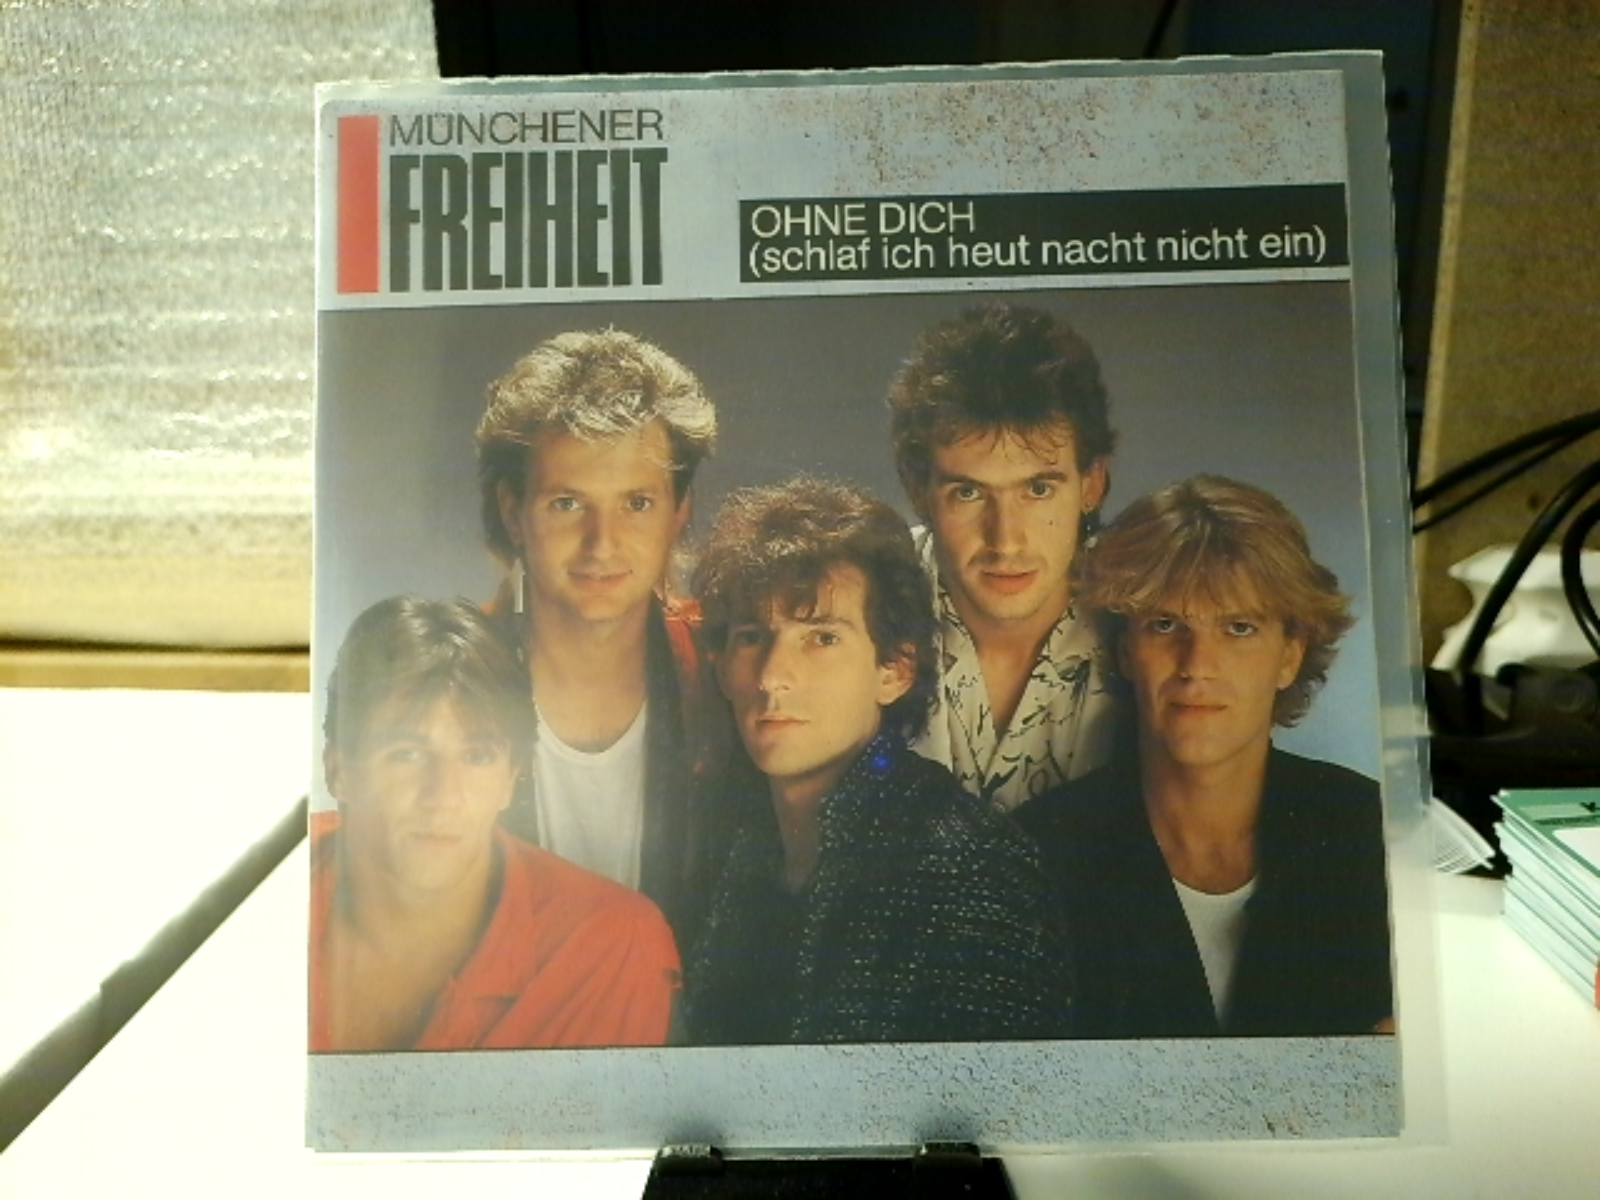 MÜNCHENER
FREIHEIT
OHNE DICH
(schlaf ich heut nacht nicht ein)